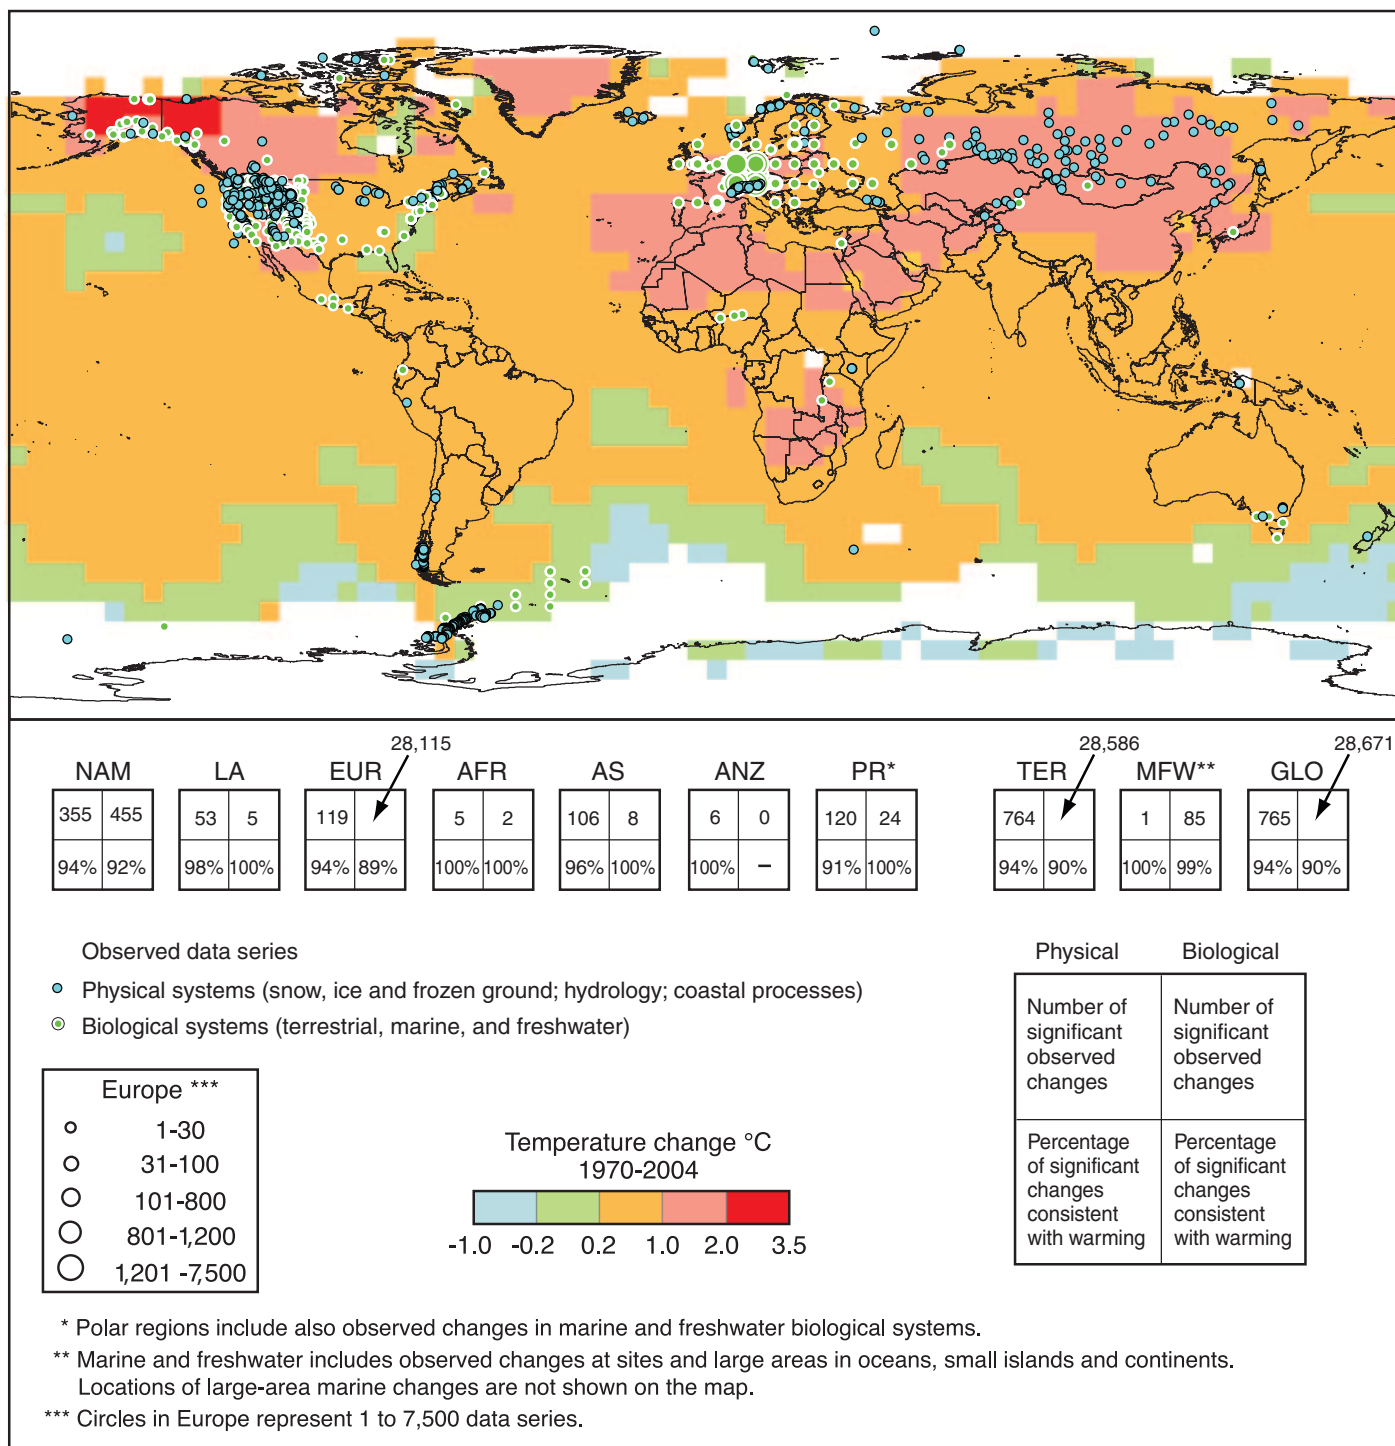 28,115
28,586
28,671
NAM LA EUR AFR AS ANZ PR* TER MFW** GLO
355 455 53 5 119 5 2 106 8 6 0 120 24 764 1 85 765
94% 92% 98% 100% 94% 89% 100% 100% 96% 100% 100% – 91% 100% 94% 90% 100% 99% 94% 90%
Observed data series
Physical systems (snow, ice and frozen ground; hydrology; coastal processes)
Biological systems (terrestrial, marine, and freshwater)
Europe ***
1-30
31-100
101-800
801-1,200
1,201 -7,500
Temperature change °C
1970-2004
-1.0 -0.2 0.2 1.0 2.0 3.5
Physical Biological
Number of
significant
observed
changes
Number of
significant
observed
changes
Percentage
of significant
changes
consistent
with warming
Percentage
of significant
changes
consistent
with warming
* Polar regions include also observed changes in marine and freshwater biological systems.
** Marine and freshwater includes observed changes at sites and large areas in oceans, small islands and continents.
Locations of large-area marine changes are not shown on the map.
*** Circles in Europe represent 1 to 7,500 data series.